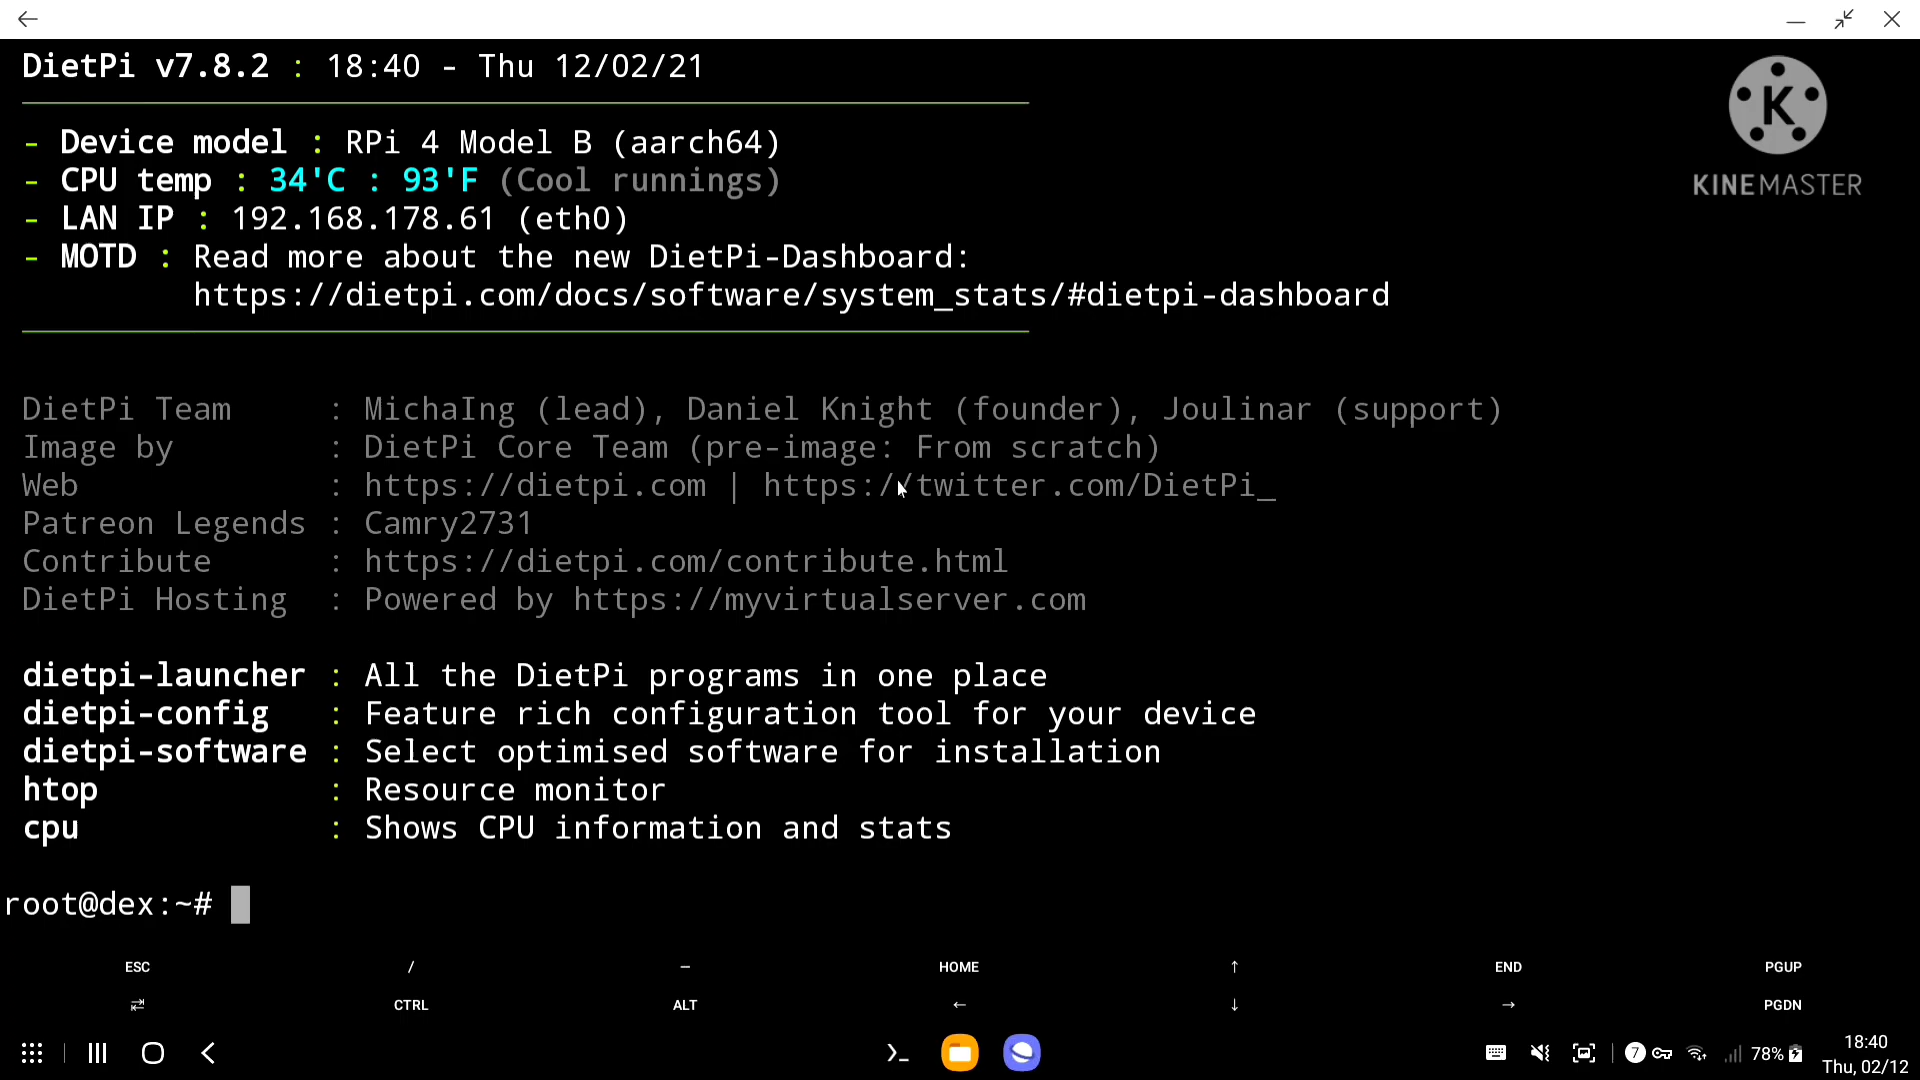 DietPi v7.8.2 : 18:40 - Thu 12/02/21
K
KINEMASTER
- Device model : RPi 4 Model B (aarch64)
- CPU temp : 34'C : 93'F (Cool runnings)
- LAN IP : 192.168.178.61 (eth0)
- MOTD : Read more about the new DietPi-Dashboard:
https://dietpi.com/docs/software/system_stats/#dietpi-dashboard
DietPi Team : MichaIng (lead), Daniel Knight (founder), Joulinar (support)
Image by : DietPi Core Team (pre-image: From scratch)
Web : https://dietpi.com | https://twitter.com/DietPi_
Patreon Legends : Camry2731
Contribute : https://dietpi.com/contribute.html
DietPi Hosting : Powered by https://myvirtualserver.com
dietpi-launcher : All the DietPi programs in one place
dietpi-config : Feature rich configuration tool for your device
dietpi-software : Select optimised software for installation
htop : Resource monitor
cpu : Shows CPU information and stats
root@dex:~#
ESC / - HOME ↑ END PGUP
⇄ CTRL ALT ← ↓ → PGDN
7 78% 18:40
Thu, 02/12